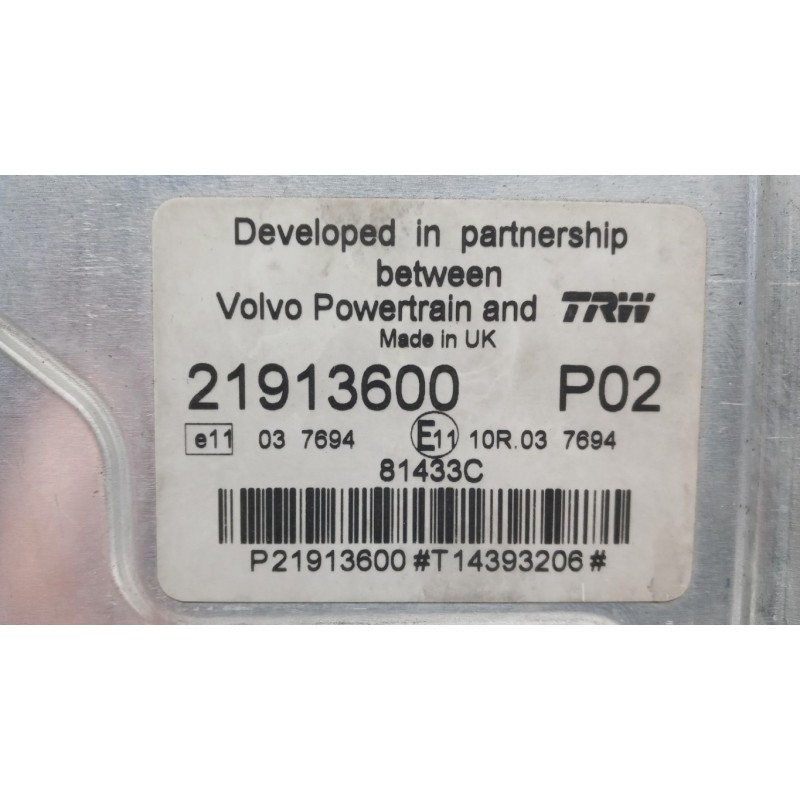 Developed in partnership
between
Volvo Powertrain and TRW
Made in UK
21913600 P02
e11 03 7694 E11 10R.03 7694
81433C
P21913600#T14393206#